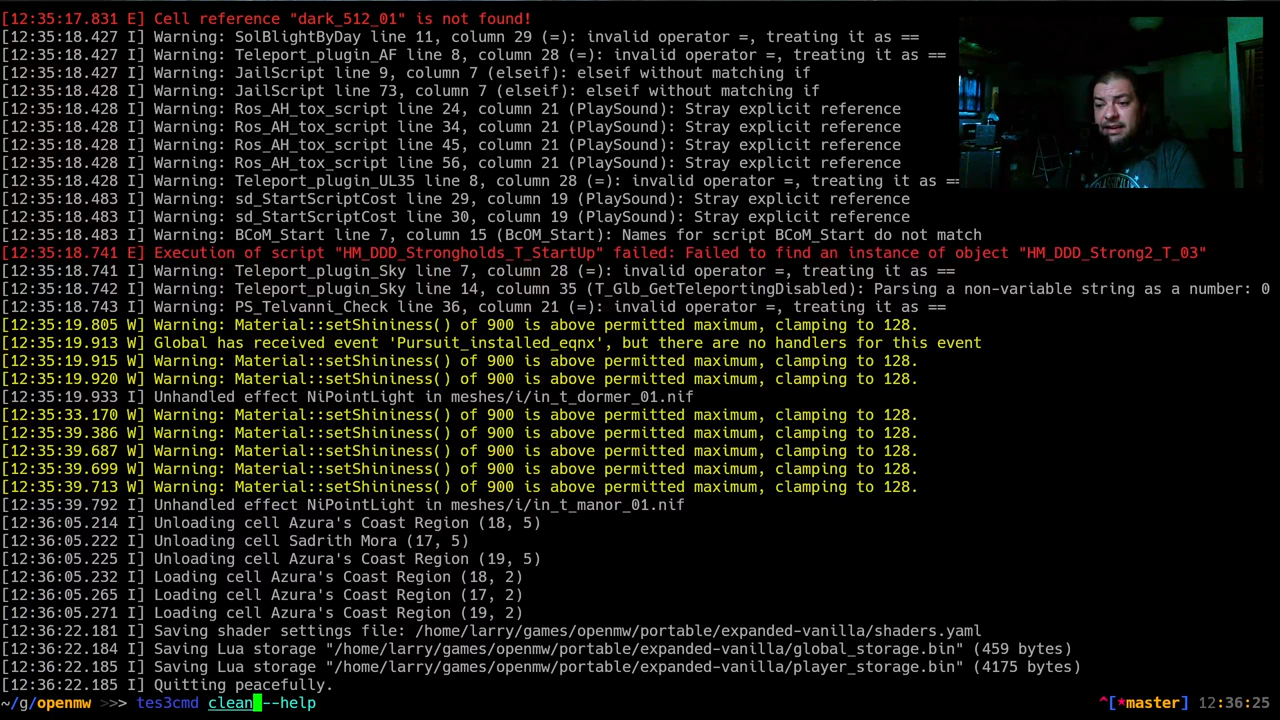 [12:35:17.831 E] Cell reference "dark_512_01" is not found!
[12:35:18.427 I] Warning: SolBlightByDay line 11, column 29 (=): invalid operator =, treating it as ==
[12:35:18.427 I] Warning: Teleport_plugin_AF line 8, column 28 (=): invalid operator =, treating it as ==
[12:35:18.427 I] Warning: JailScript line 9, column 7 (elseif): elseif without matching if
[12:35:18.428 I] Warning: JailScript line 73, column 7 (elseif): elseif without matching if
[12:35:18.428 I] Warning: Ros_AH_tox_script line 24, column 21 (PlaySound): Stray explicit reference
[12:35:18.428 I] Warning: Ros_AH_tox_script line 34, column 21 (PlaySound): Stray explicit reference
[12:35:18.428 I] Warning: Ros_AH_tox_script line 45, column 21 (PlaySound): Stray explicit reference
[12:35:18.428 I] Warning: Ros_AH_tox_script line 56, column 21 (PlaySound): Stray explicit reference
[12:35:18.428 I] Warning: Teleport_plugin_UL35 line 8, column 28 (=): invalid operator =, treating it as ==
[12:35:18.483 I] Warning: sd_StartScriptCost line 29, column 19 (PlaySound): Stray explicit reference
[12:35:18.483 I] Warning: sd_StartScriptCost line 30, column 19 (PlaySound): Stray explicit reference
[12:35:18.483 I] Warning: BCoM_Start line 7, column 15 (BcOM_Start): Names for script BCoM_Start do not match
[12:35:18.741 E] Execution of script "HM_DDD_Strongholds_T_StartUp" failed: Failed to find an instance of object "HM_DDD_Strong2_T_03"
[12:35:18.741 I] Warning: Teleport_plugin_Sky line 7, column 28 (=): invalid operator =, treating it as ==
[12:35:18.742 I] Warning: Teleport_plugin_Sky line 14, column 35 (T_Glb_GetTeleportingDisabled): Parsing a non-variable string as a number: 0
[12:35:18.743 I] Warning: PS_Telvanni_Check line 36, column 21 (=): invalid operator =, treating it as ==
[12:35:19.805 W] Warning: Material::setShininess() of 900 is above permitted maximum, clamping to 128.
[12:35:19.913 W] Global has received event 'Pursuit_installed_eqnx', but there are no handlers for this event
[12:35:19.915 W] Warning: Material::setShininess() of 900 is above permitted maximum, clamping to 128.
[12:35:19.920 W] Warning: Material::setShininess() of 900 is above permitted maximum, clamping to 128.
[12:35:19.933 I] Unhandled effect NiPointLight in meshes/i/in_t_dormer_01.nif
[12:35:33.170 W] Warning: Material::setShininess() of 900 is above permitted maximum, clamping to 128.
[12:35:39.386 W] Warning: Material::setShininess() of 900 is above permitted maximum, clamping to 128.
[12:35:39.687 W] Warning: Material::setShininess() of 900 is above permitted maximum, clamping to 128.
[12:35:39.699 W] Warning: Material::setShininess() of 900 is above permitted maximum, clamping to 128.
[12:35:39.713 W] Warning: Material::setShininess() of 900 is above permitted maximum, clamping to 128.
[12:35:39.792 I] Unhandled effect NiPointLight in meshes/i/in_t_manor_01.nif
[12:36:05.214 I] Unloading cell Azura's Coast Region (18, 5)
[12:36:05.222 I] Unloading cell Sadrith Mora (17, 5)
[12:36:05.225 I] Unloading cell Azura's Coast Region (19, 5)
[12:36:05.232 I] Loading cell Azura's Coast Region (18, 2)
[12:36:05.265 I] Loading cell Azura's Coast Region (17, 2)
[12:36:05.271 I] Loading cell Azura's Coast Region (19, 2)
[12:36:22.181 I] Saving shader settings file: /home/larry/games/openmw/portable/expanded-vanilla/shaders.yaml
[12:36:22.184 I] Saving Lua storage "/home/larry/games/openmw/portable/expanded-vanilla/global_storage.bin" (459 bytes)
[12:36:22.185 I] Saving Lua storage "/home/larry/games/openmw/portable/expanded-vanilla/player_storage.bin" (4175 bytes)
[12:36:22.185 I] Quitting peacefully.
~/g/openmw >>> tes3cmd clean --help ^[*master] 12:36:25